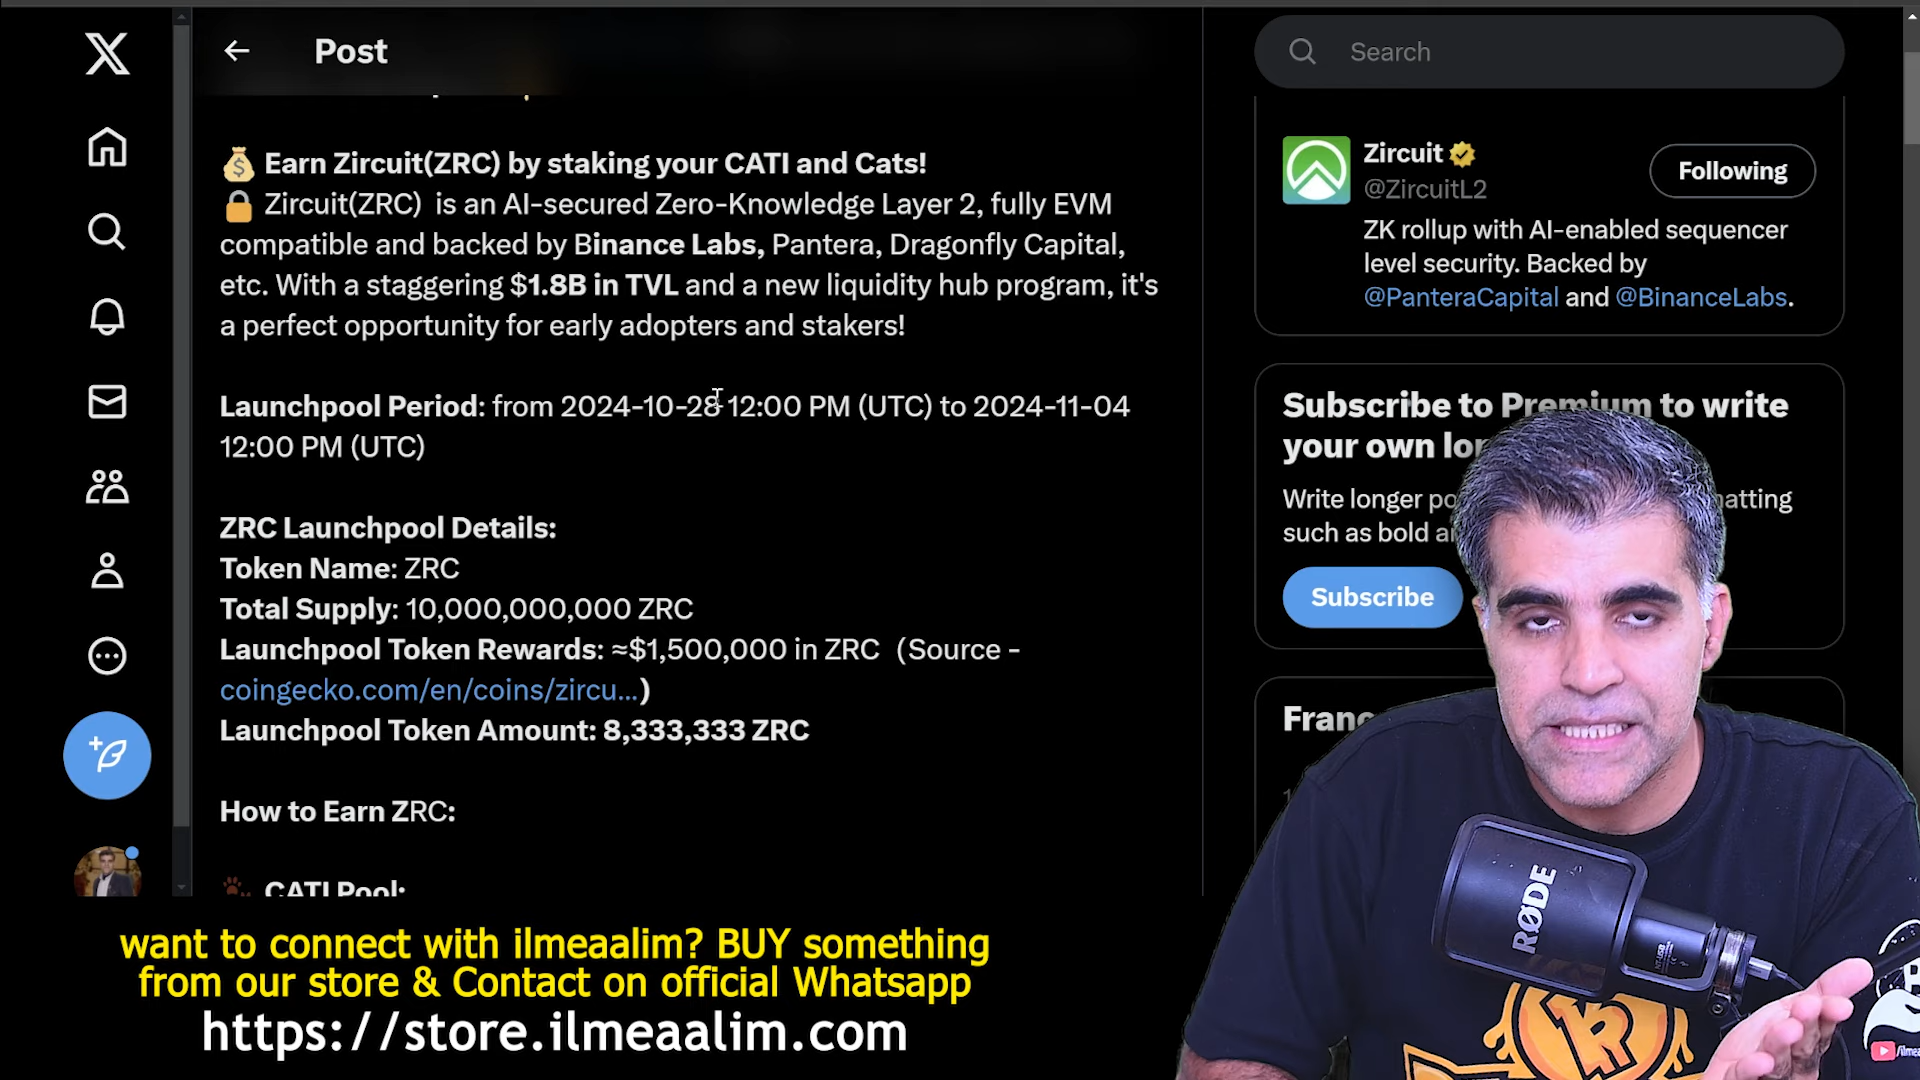 Post
Search
💰 Earn Zircuit(ZRC) by staking your CATI and Cats!
🔒 Zircuit(ZRC) is an AI-secured Zero-Knowledge Layer 2, fully EVM
compatible and backed by Binance Labs, Pantera, Dragonfly Capital,
etc. With a staggering $1.8B in TVL and a new liquidity hub program, it's
a perfect opportunity for early adopters and stakers!
Launchpool Period: from 2024-10-28 12:00 PM (UTC) to 2024-11-04
12:00 PM (UTC)
ZRC Launchpool Details:
Token Name: ZRC
Total Supply: 10,000,000,000 ZRC
Launchpool Token Rewards: ≈$1,500,000 in ZRC (Source -
coingecko.com/en/coins/zircu...)
Launchpool Token Amount: 8,333,333 ZRC
How to Earn ZRC:
CATI Pool:
Zircuit
@ZircuitL2
Following
ZK rollup with AI-enabled sequencer
level security. Backed by
@PanteraCapital and @BinanceLabs.
Subscribe to Premium to write
your own
Write longer
such as bold
Subscribe
RØDE
want to connect with ilmeaalim? BUY something
from our store & Contact on official Whatsapp
https://store.ilmeaalim.com